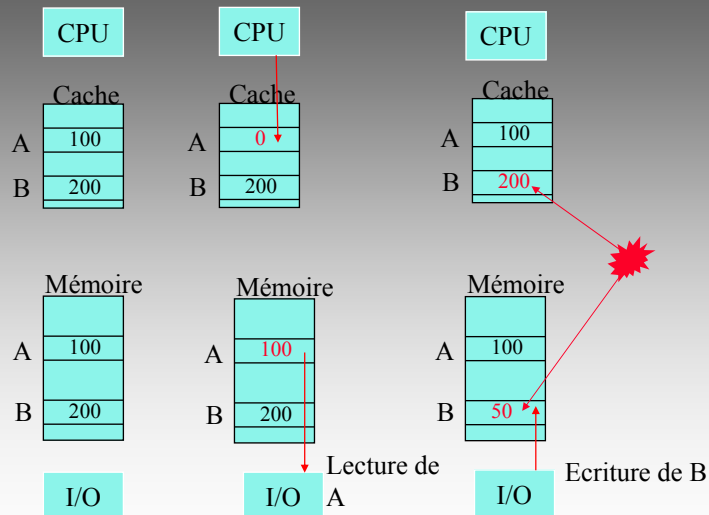 CPU
Cache
A
100
B
200
Mémoire
A
100
B
200
I/O
CPU
Cache
0
200
Mémoire
A
100
B
200
Lecture de
A
I/O
CPU
Cache
A
100
B
200
Mémoire
A
100
B
50
Ecriture de B
I/O